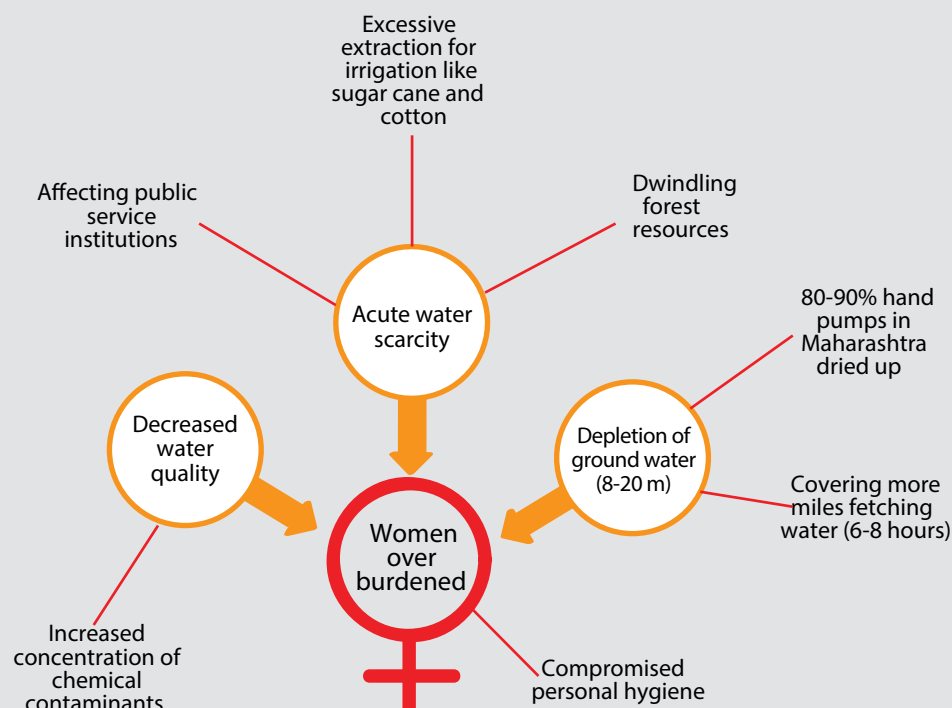 Excessive
extraction for
irrigation like
sugar cane and
cotton
Affecting public
service
institutions
Dwindling
forest
resources
Acute water
scarcity
80-90% hand
pumps in
Maharashtra
dried up
Decreased
water
quality
Depletion of
ground water
(8-20 m)
Covering more
miles fetching
water (6-8 hours)
Women
over
burdened
Increased
concentration of
chemical
contaminants
Compromised
personal hygiene